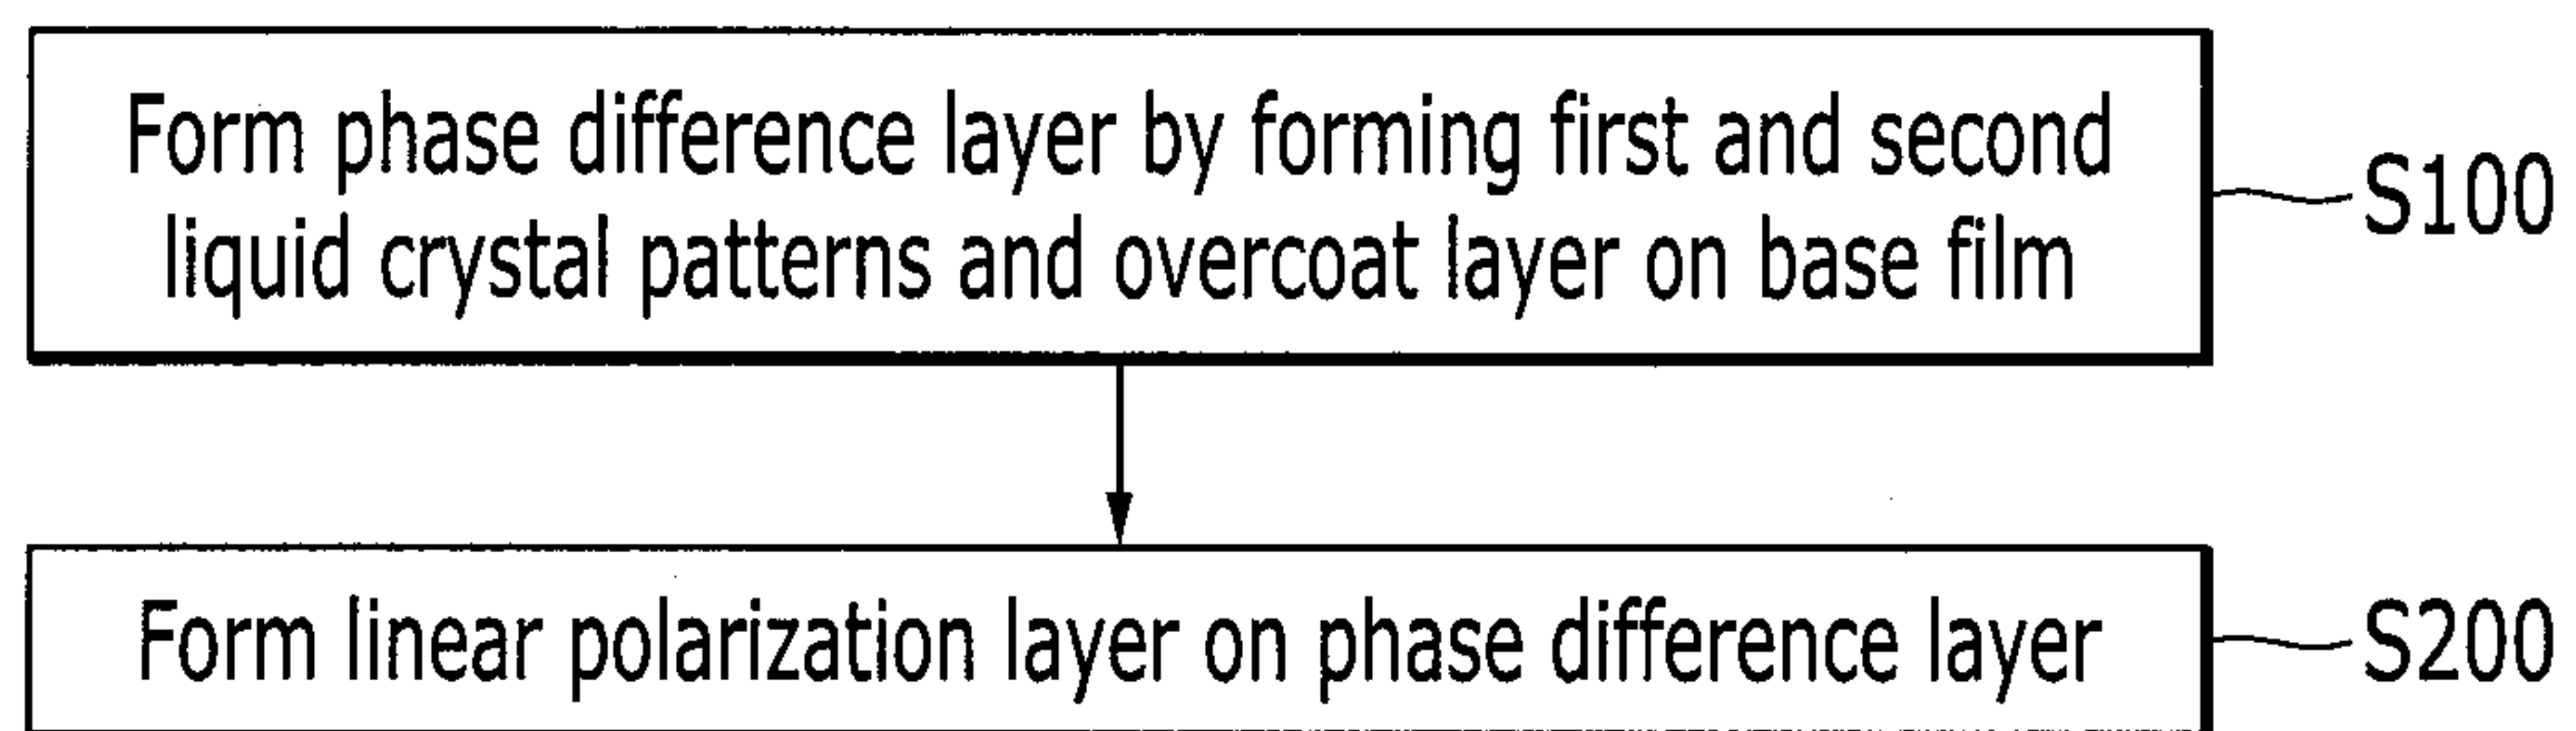 Form phase difference layer by forming first and second
liquid crystal patterns and overcoat layer on base film
S100
Form linear polarization layer on phase difference layer
S200